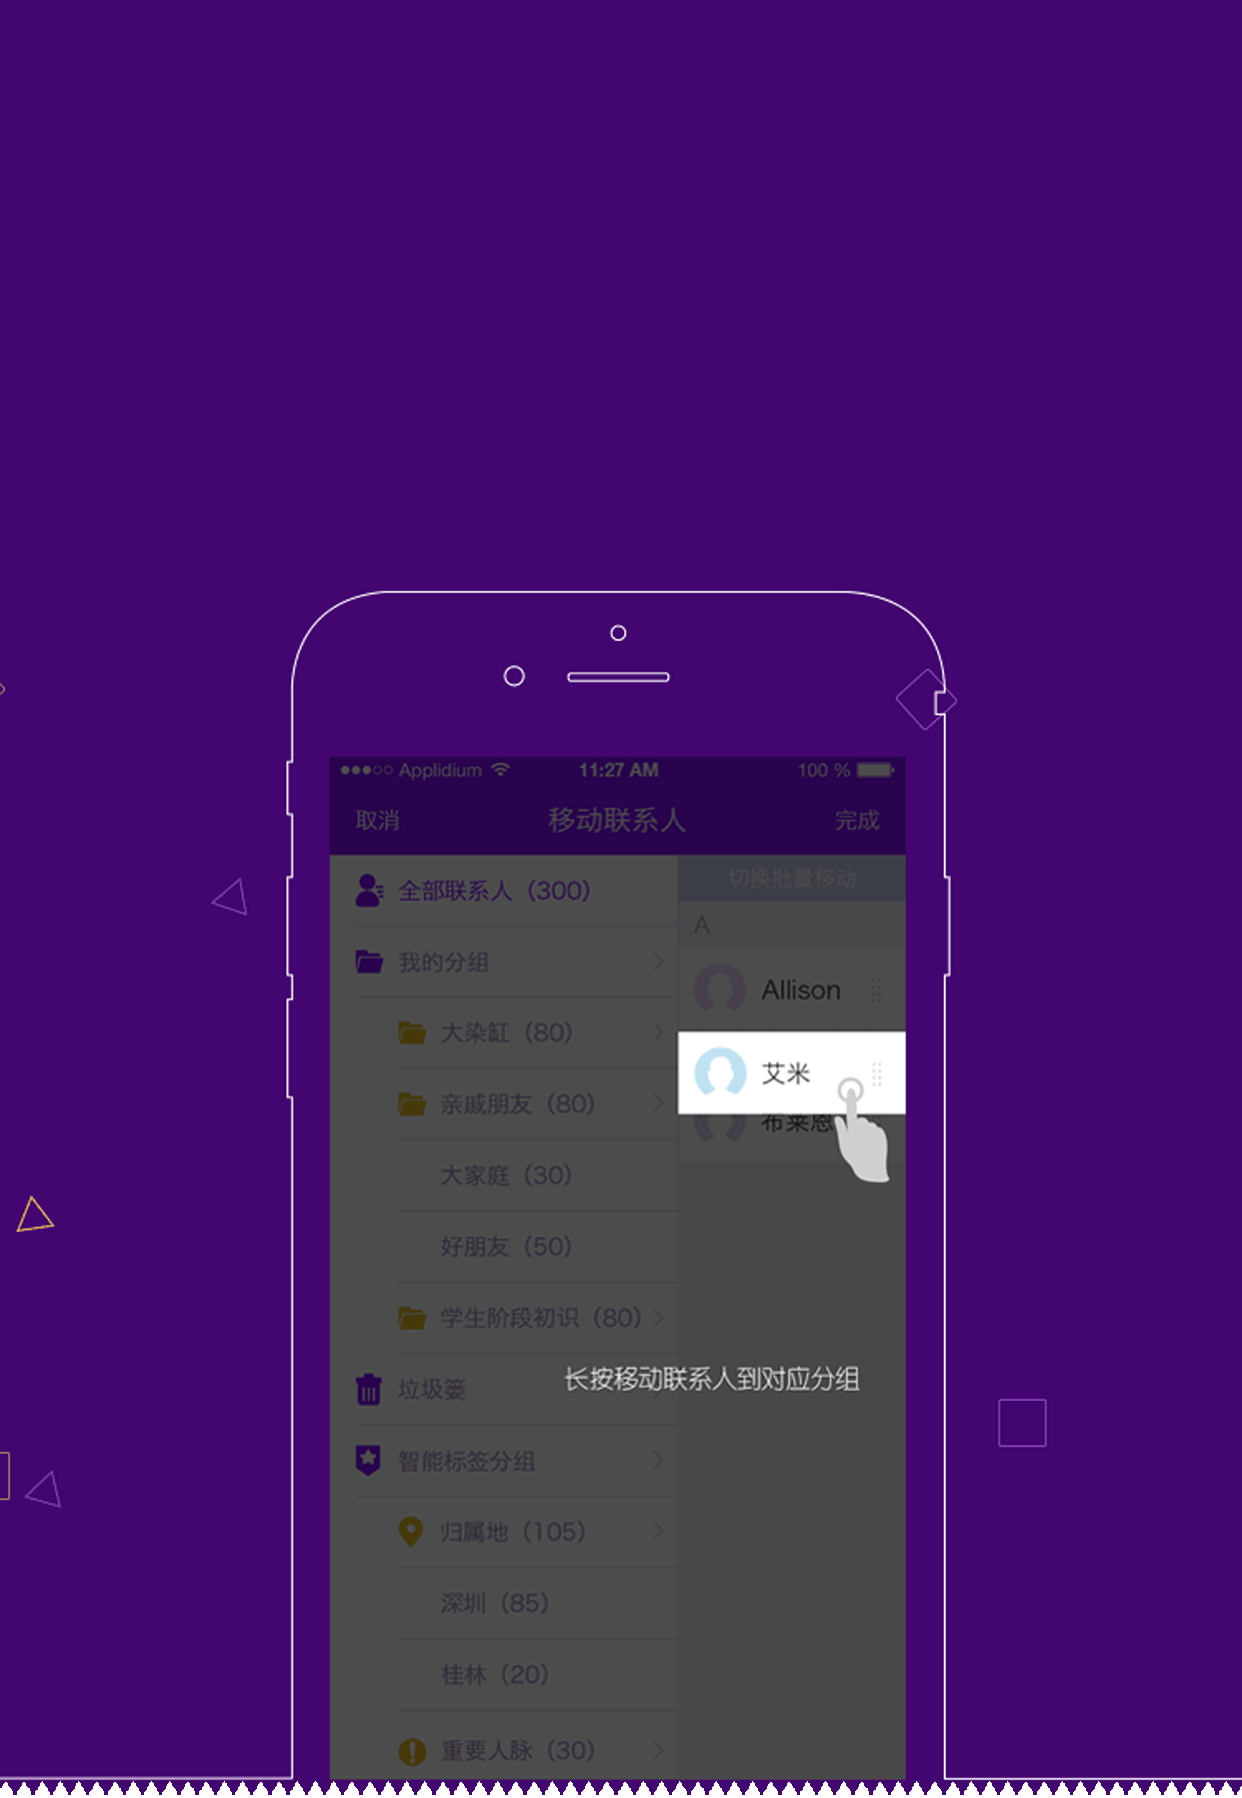 Applidium 11:27 AM 100 %
取消 移动联系人 完成
全部联系人（300）
我的分组
大染缸（80）
亲戚朋友（80）
大家庭（30）
好朋友（50）
学生阶段初识（80）
垃圾篓
智能标签分组
归属地（105）
深圳（85）
桂林（20）
重要人脉（30）
切换批量移动
A
Allison
艾米
布莱恩
长按移动联系人到对应分组